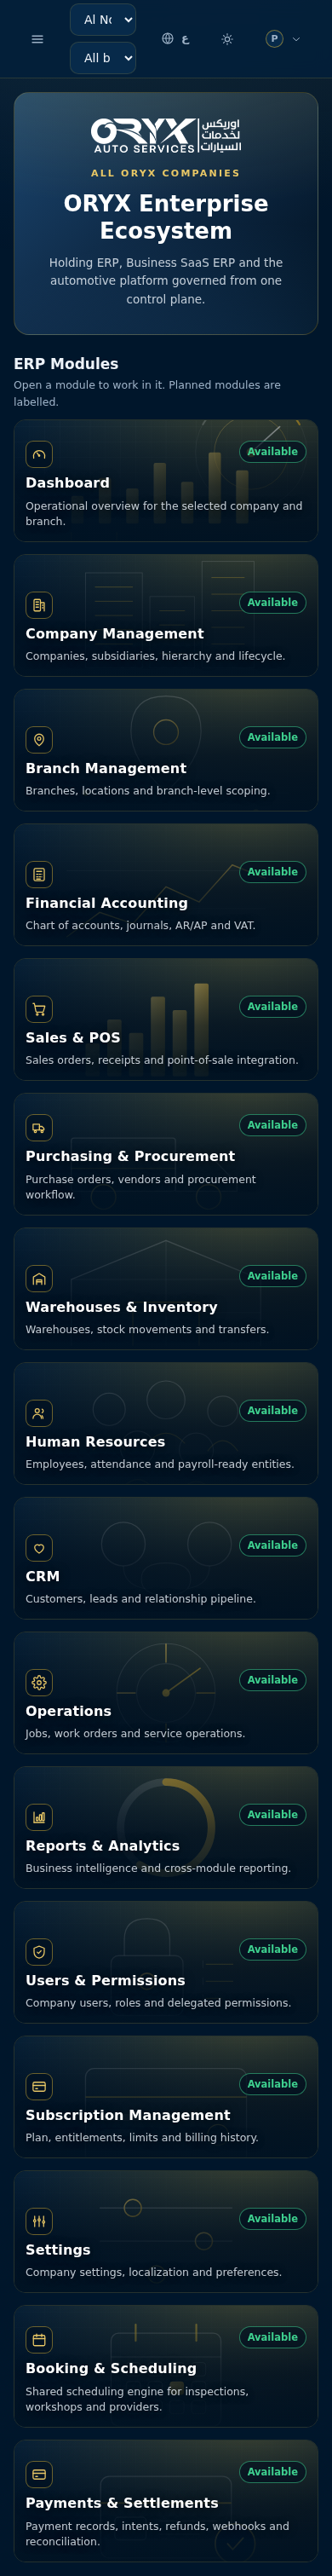 Al No
All b
ع
P
ORYX
AUTO SERVICES
اوريكس
لخدمات
السيارات
ALL ORYX COMPANIES
ORYX Enterprise
Ecosystem
Holding ERP, Business SaaS ERP and the
automotive platform governed from one
control plane.
ERP Modules
Open a module to work in it. Planned modules are
labelled.
Available
Dashboard
Operational overview for the selected company and
branch.
Available
Company Management
Companies, subsidiaries, hierarchy and lifecycle.
Available
Branch Management
Branches, locations and branch-level scoping.
Available
Financial Accounting
Chart of accounts, journals, AR/AP and VAT.
Available
Sales & POS
Sales orders, receipts and point-of-sale integration.
Available
Purchasing & Procurement
Purchase orders, vendors and procurement
workflow.
Available
Warehouses & Inventory
Warehouses, stock movements and transfers.
Available
Human Resources
Employees, attendance and payroll-ready entities.
Available
CRM
Customers, leads and relationship pipeline.
Available
Operations
Jobs, work orders and service operations.
Available
Reports & Analytics
Business intelligence and cross-module reporting.
Available
Users & Permissions
Company users, roles and delegated permissions.
Available
Subscription Management
Plan, entitlements, limits and billing history.
Available
Settings
Company settings, localization and preferences.
Available
Booking & Scheduling
Shared scheduling engine for inspections,
workshops and providers.
Available
Payments & Settlements
Payment records, intents, refunds, webhooks and
reconciliation.